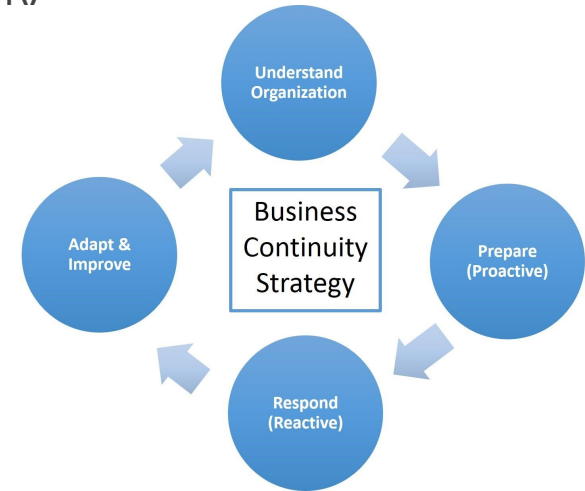 Understand
Organization
Business
Continuity
Strategy
Adapt &
Improve
Prepare
(Proactive)
Respond
(Reactive)